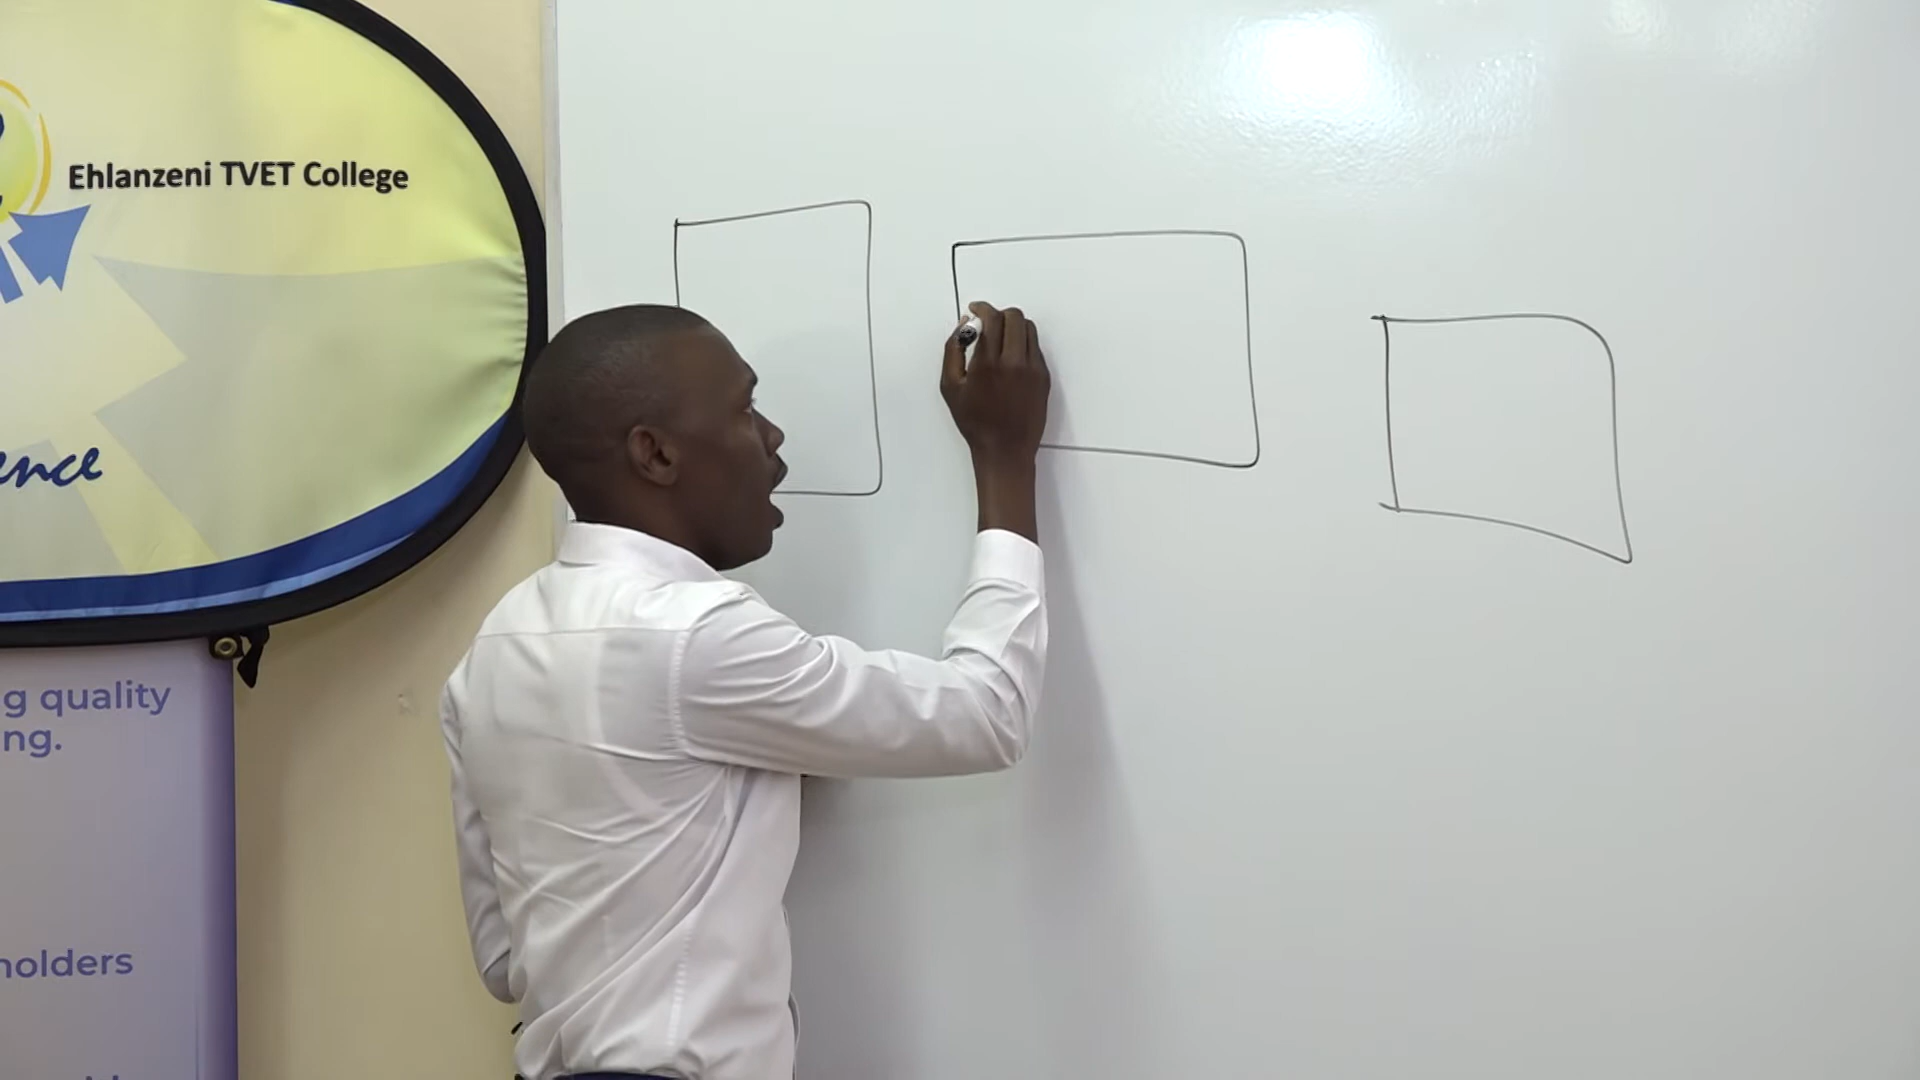 Ehlanzeni TVET College
ence
g quality
ng.
holders